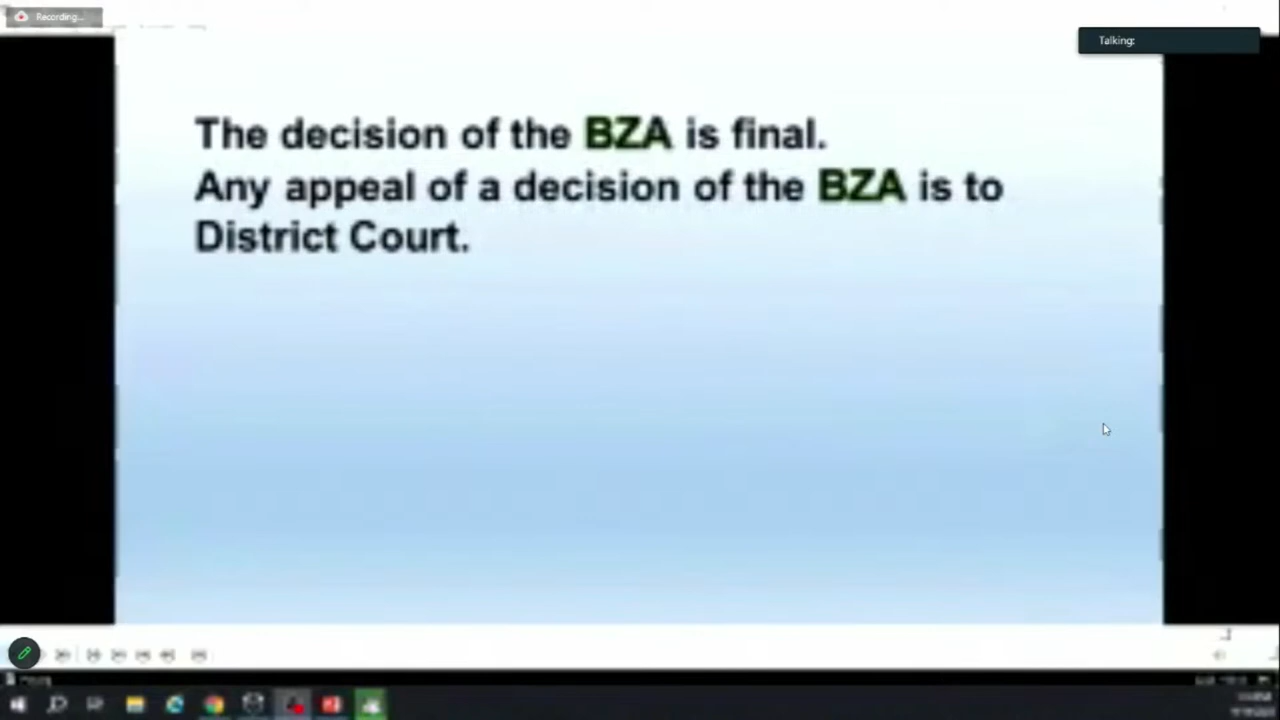 Recording...
Talking:
The decision of the BZA is final.
Any appeal of a decision of the BZA is to
District Court.